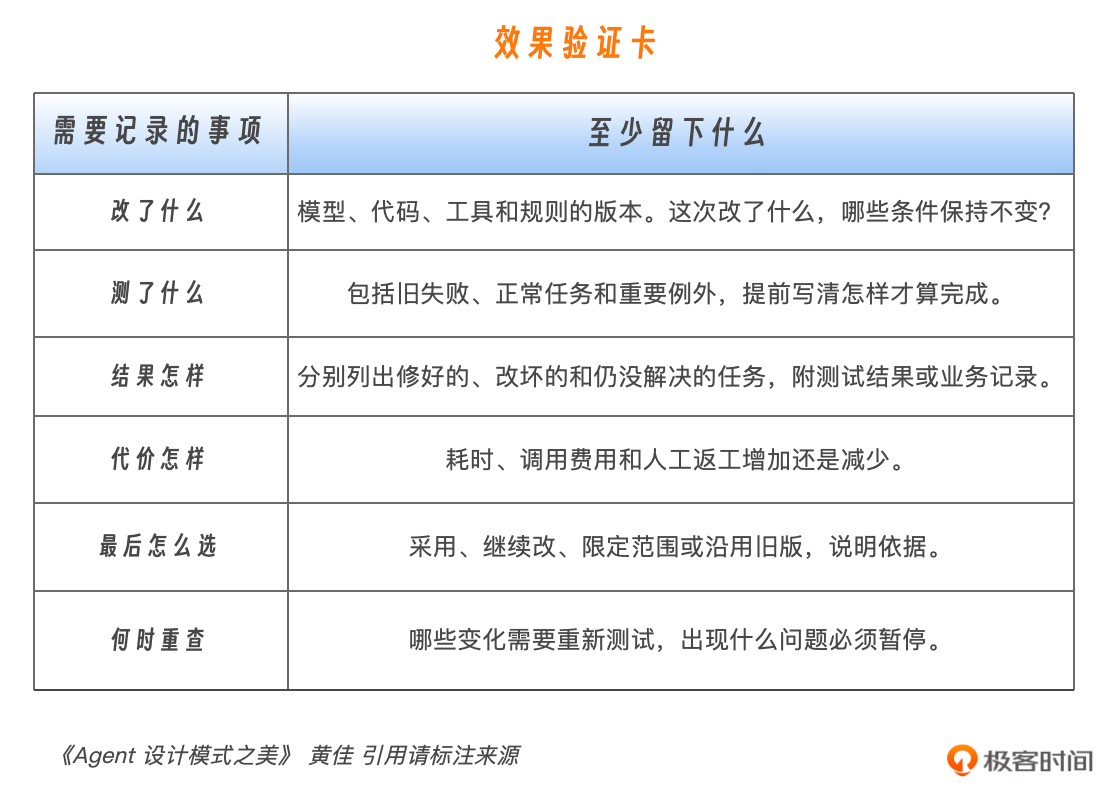 效果验证卡
需要记录的事项
至少留下什么
改了什么
模型、代码、工具和规则的版本。这次改了什么，哪些条件保持不变？
测了什么
包括旧失败、正常任务和重要例外，提前写清怎样才算完成。
结果怎样
分别列出修好的、改坏的和仍没解决的任务，附测试结果或业务记录。
代价怎样
耗时、调用费用和人工返工增加还是减少。
最后怎么选
采用、继续改、限定范围或沿用旧版，说明依据。
何时重查
哪些变化需要重新测试，出现什么问题必须暂停。
《Agent 设计模式之美》 黄佳 引用请标注来源
极客时间